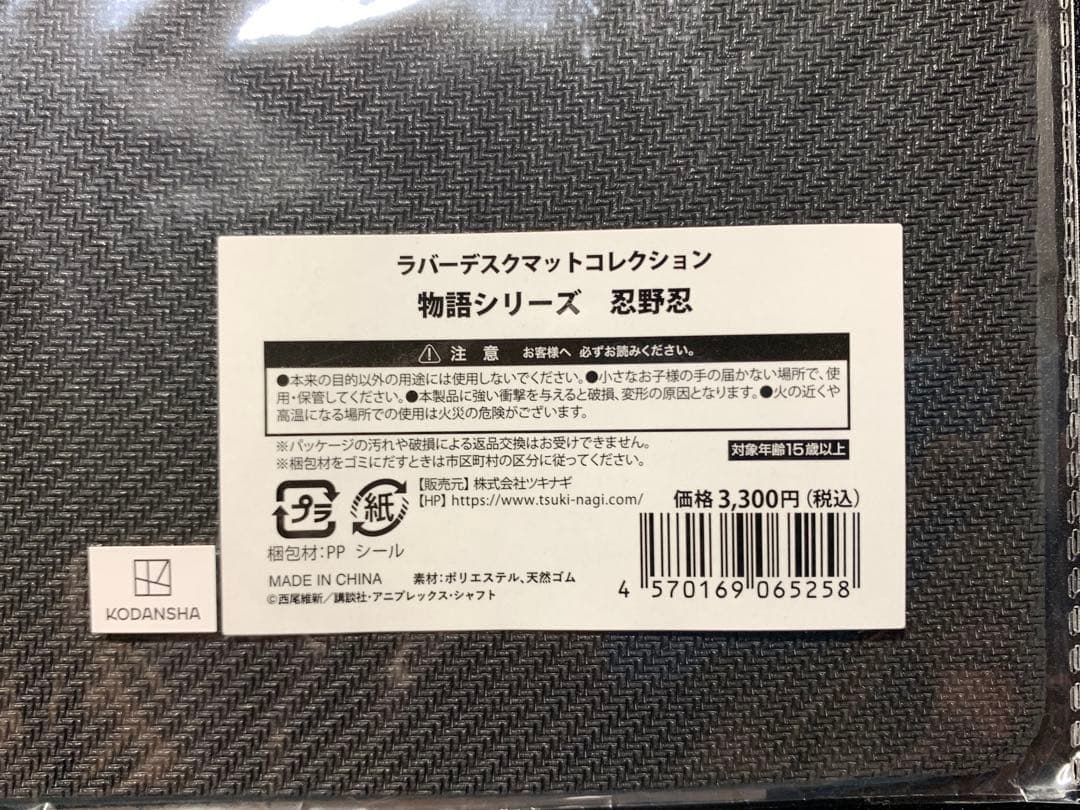 ラバーデスクマットコレクション
物語シリーズ 忍野忍
注意 お客様へ 必ずお読みください。
●本来の目的以外の用途には使用しないでください。●小さなお子様の手の届かない場所で、使
用・保管してください。●本製品に強い衝撃を与えると破損、変形の原因となります。●火の近くや
高温になる場所での使用は火災の危険がございます。
※パッケージの汚れや破損による返品交換はお受けできません。
※梱包材をゴミにだすときは市区町村の区分に従ってください。
対象年齢15歳以上
プラ
紙
【販売元】株式会社ツキナギ
【HP】https://www.tsuki-nagi.com/
価格 3,300円(税込)
梱包材:PP シール
MADE IN CHINA 素材:ポリエステル、天然ゴム
©西尾維新/講談社・アニプレックス・シャフト
4 570169 065258
KODANSHA